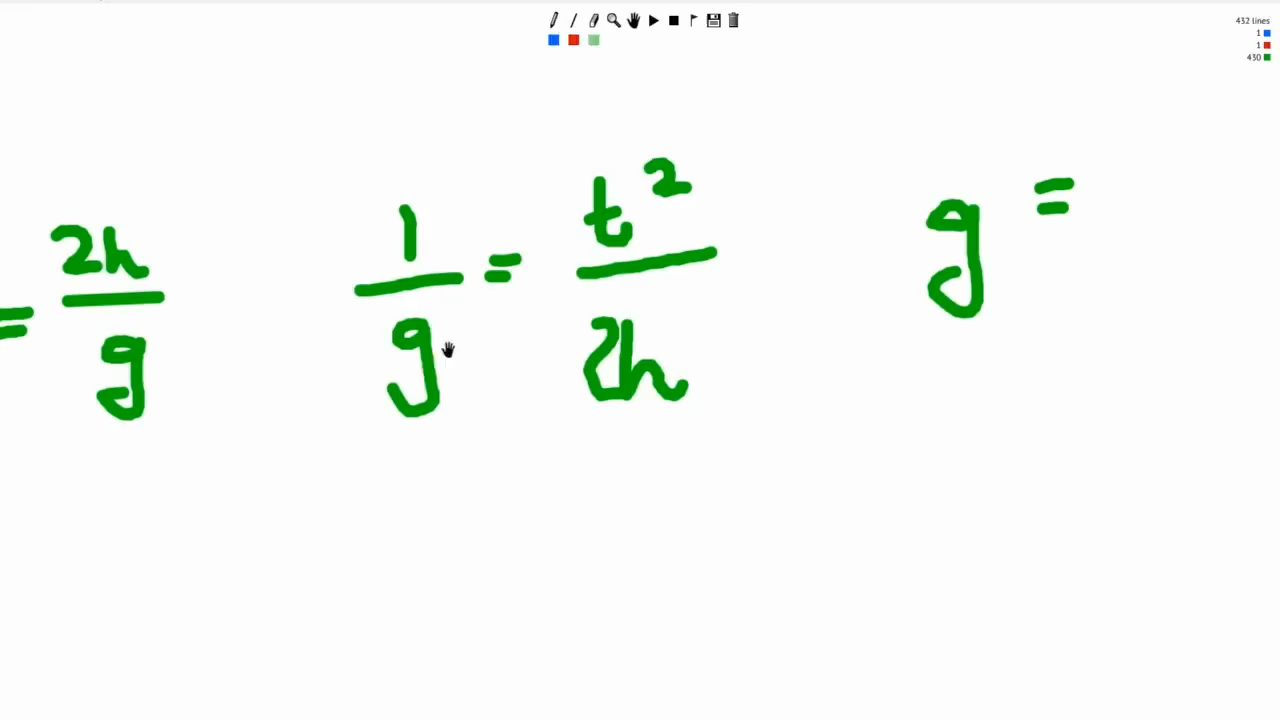 432 lines
1
1
430
= 2h/g
1/g = t²/2h
g =